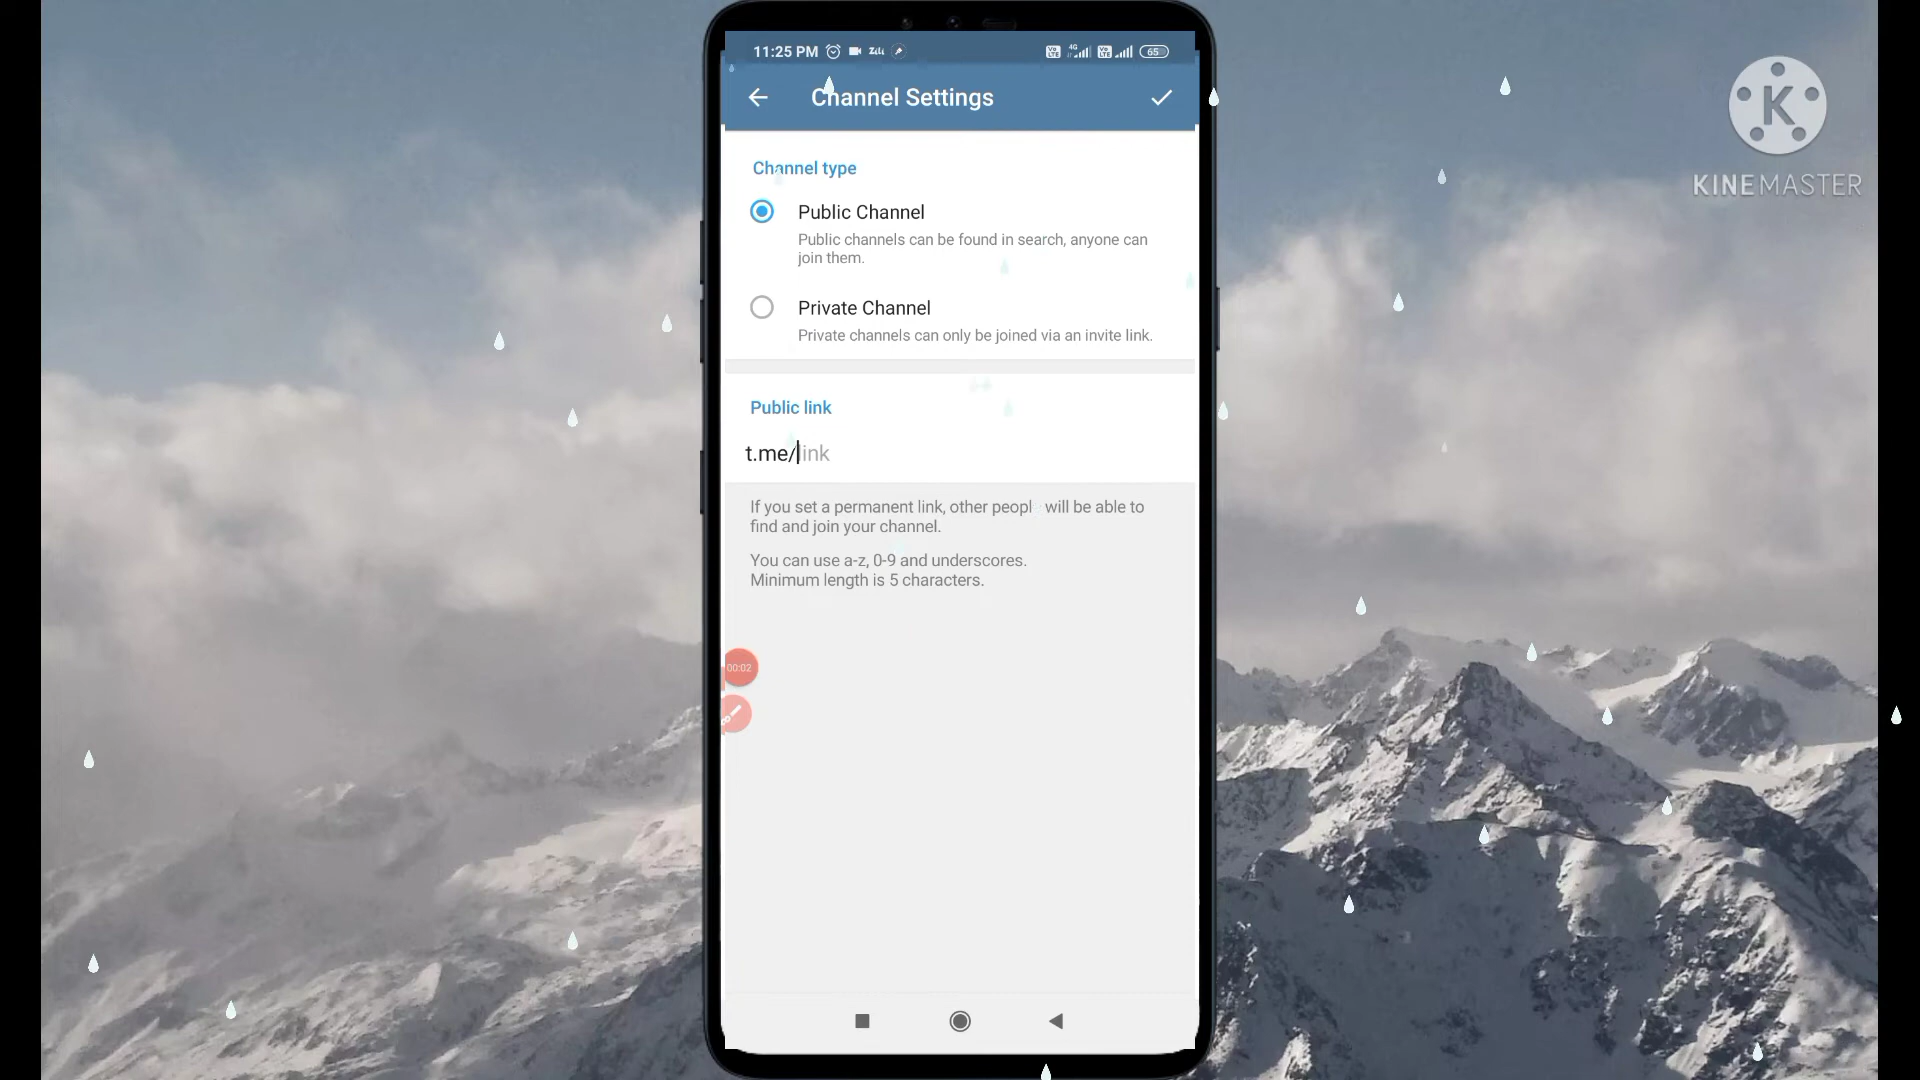 11:25 PM Zili 4G 65
Channel Settings
KINEMASTER
Channel type
Public Channel
Public channels can be found in search, anyone can
join them.
Private Channel
Private channels can only be joined via an invite link.
Public link
t.me/link
If you set a permanent link, other peopl will be able to
find and join your channel.
You can use a-z, 0-9 and underscores.
Minimum length is 5 characters.
00:02